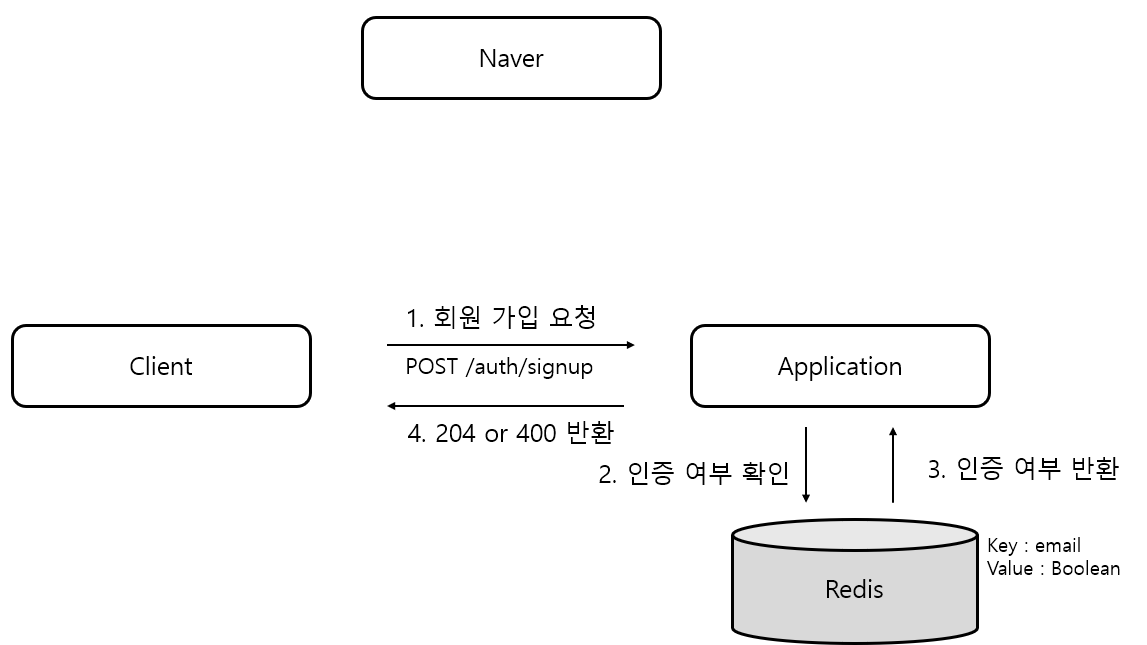 Naver
1. 회원 가입 요청
Client
POST /auth/signup
Application
4. 204 or 400 반환
2. 인증 여부 확인
3. 인증 여부 반환
Key : email
Value : Boolean
Redis